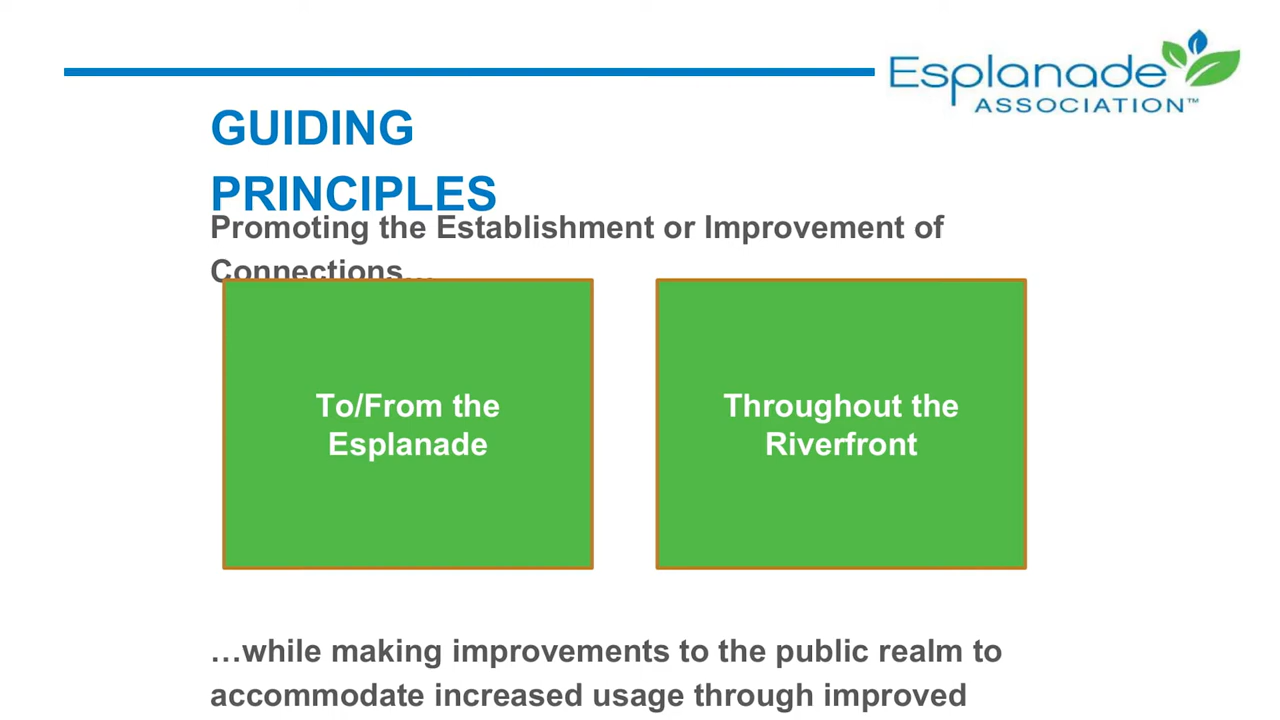 Esplanade
ASSOCIATION™
GUIDING
PRINCIPLES
Promoting the Establishment or Improvement of
Connections…
To/From the
Esplanade
Throughout the
Riverfront
…while making improvements to the public realm to
accommodate increased usage through improved